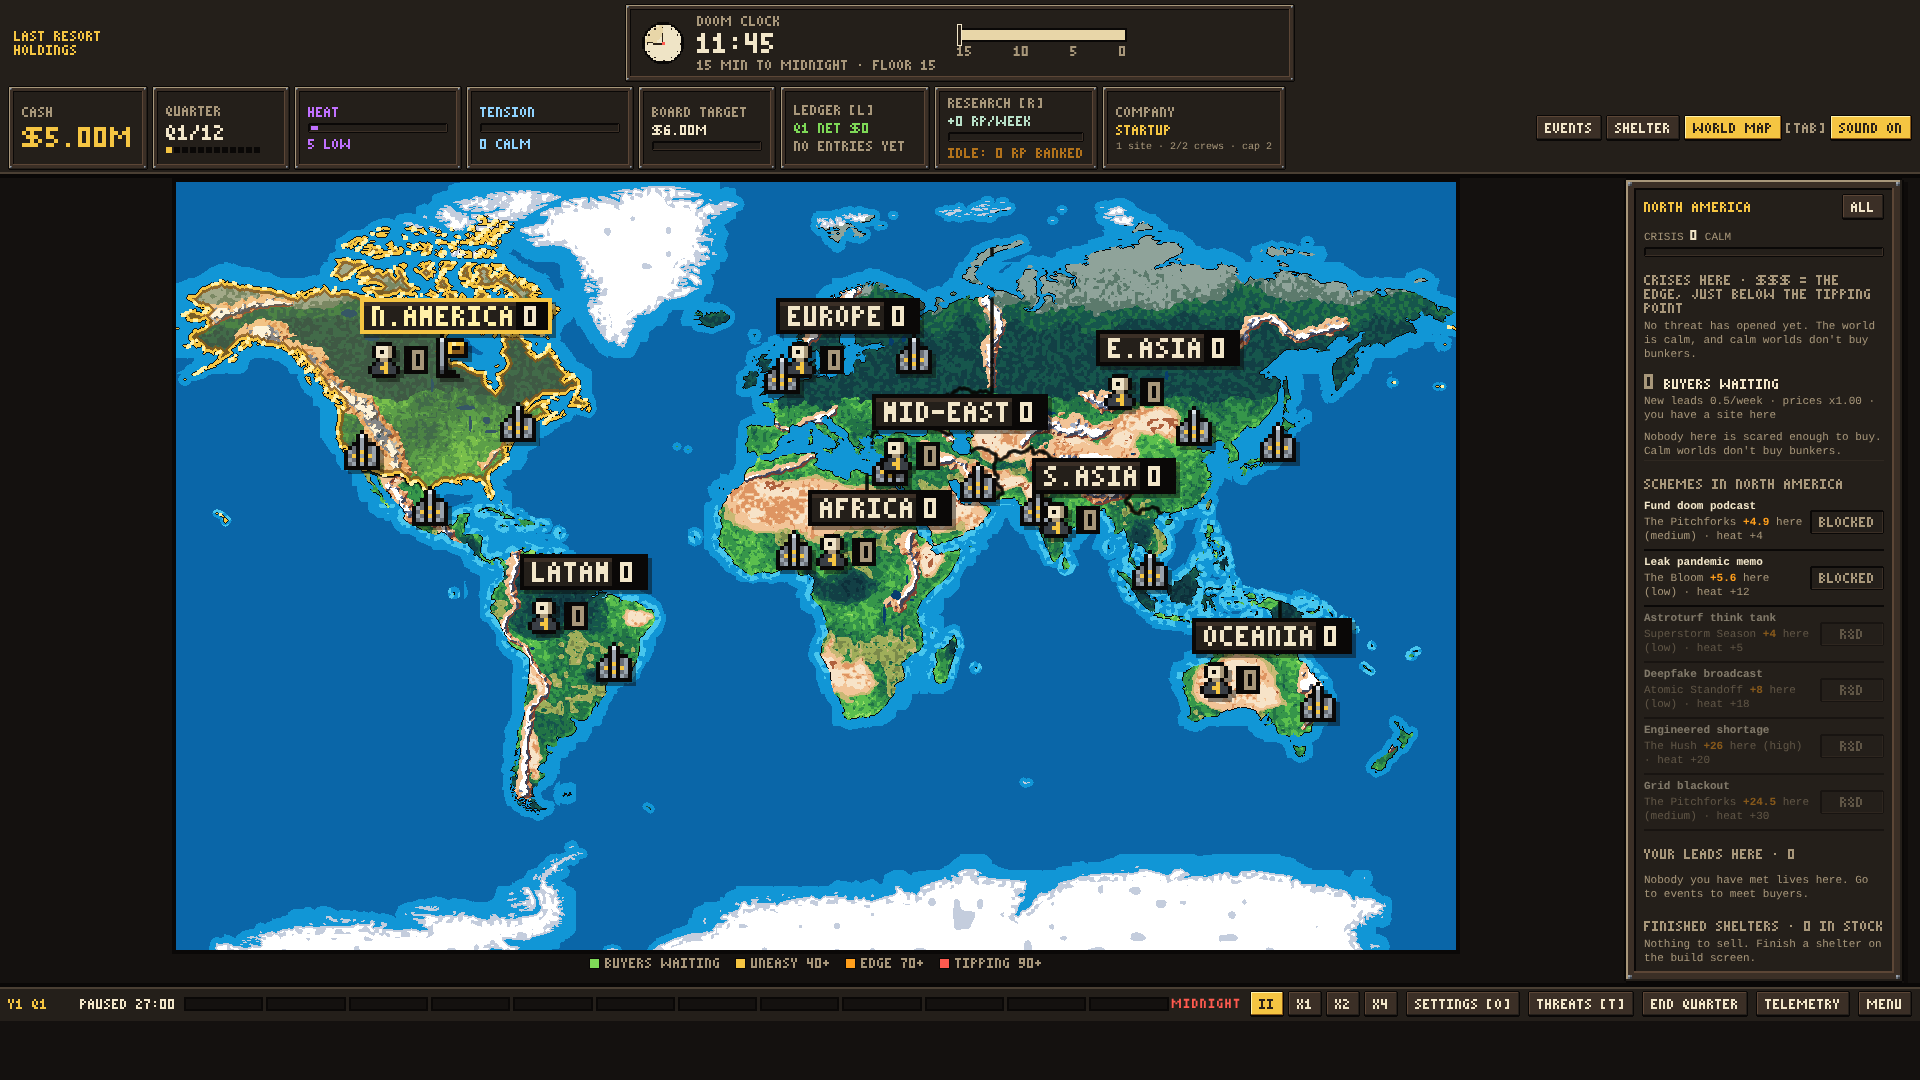 LAST RESORT
HOLDINGS
DOOM CLOCK
11:45
15 MIN TO MIDNIGHT · FLOOR 15
15 10 5 0
CASH
$5.00M
QUARTER
Q1/12
HEAT
5 LOW
TENSION
0 CALM
BOARD TARGET
$6.00M
LEDGER [L]
Q1 NET $0
NO ENTRIES YET
RESEARCH [R]
+0 RP/WEEK
IDLE: 0 RP BANKED
COMPANY
STARTUP
1 site · 2/2 crews · cap 2
EVENTS
SHELTER
WORLD MAP
[TAB]
SOUND ON
N.AMERICA 0
0
EUROPE 0
0
E.ASIA 0
0
MID-EAST 0
0
S.ASIA 0
0
AFRICA 0
0
LATAM 0
0
OCEANIA 0
0
BUYERS WAITING
UNEASY 40+
EDGE 70+
TIPPING 90+
NORTH AMERICA
ALL
CRISIS 0 CALM
CRISES HERE · $$$ = THE
EDGE, JUST BELOW THE TIPPING
POINT
No threat has opened yet. The world
is calm, and calm worlds don't buy
bunkers.
0 BUYERS WAITING
New leads 0.5/week · prices x1.00 ·
you have a site here
Nobody here is scared enough to buy.
Calm worlds don't buy bunkers.
SCHEMES IN NORTH AMERICA
Fund doom podcast
The Pitchforks +4.9 here
(medium) · heat +4
BLOCKED
Leak pandemic memo
The Bloom +5.6 here
(low) · heat +12
BLOCKED
Astroturf think tank
Superstorm Season +4 here
(low) · heat +5
R&D
Deepfake broadcast
Atomic Standoff +8 here
(low) · heat +18
R&D
Engineered shortage
The Hush +26 here (high)
· heat +20
R&D
Grid blackout
The Pitchforks +24.5 here
(medium) · heat +30
R&D
YOUR LEADS HERE · 0
Nobody you have met lives here. Go
to events to meet buyers.
FINISHED SHELTERS · 0 IN STOCK
Nothing to sell. Finish a shelter on
the build screen.
Y1 Q1
PAUSED 27:00
MIDNIGHT
II
X1
X2
X4
SETTINGS [O]
THREATS [T]
END QUARTER
TELEMETRY
MENU